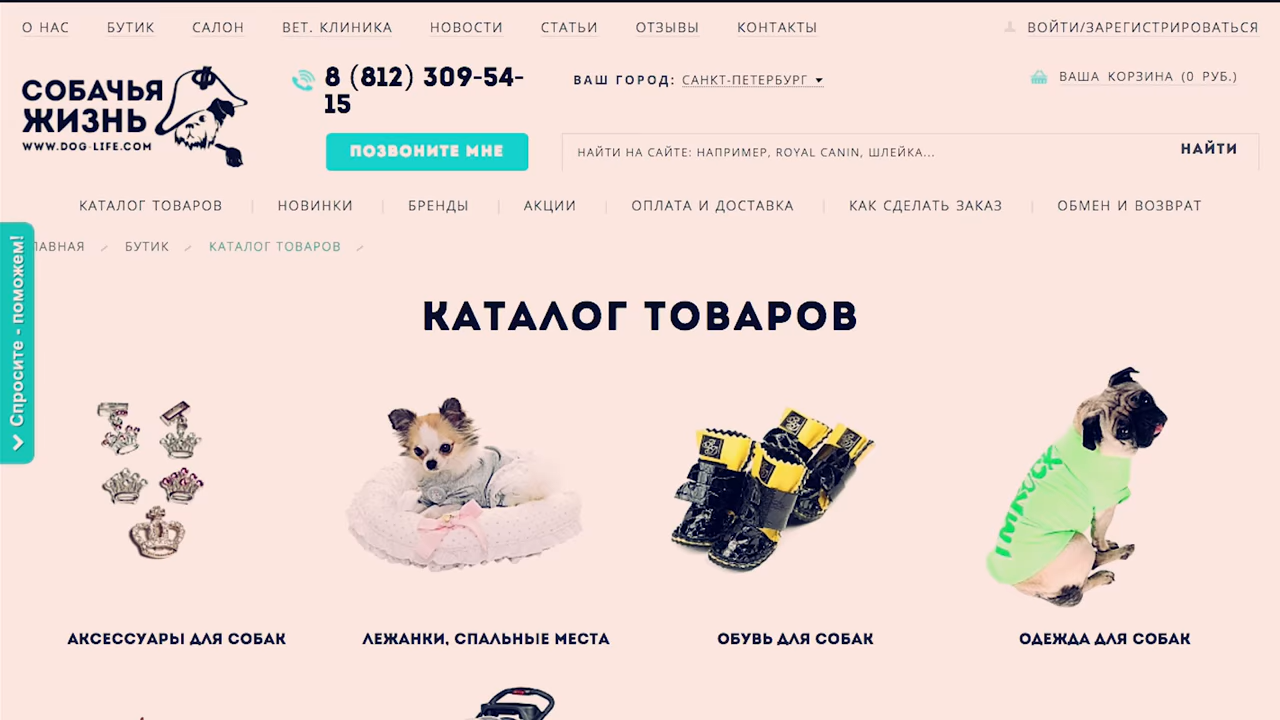 О НАС БУТИК САЛОН ВЕТ. КЛИНИКА НОВОСТИ СТАТЬИ ОТЗЫВЫ КОНТАКТЫ ВОЙТИ/ЗАРЕГИСТРИРОВАТЬСЯ
СОБАЧЬЯ
ЖИЗНЬ
WWW.DOG-LIFE.COM
8 (812) 309-54-
15
ВАШ ГОРОД: САНКТ-ПЕТЕРБУРГ
ВАША КОРЗИНА (0 РУБ.)
ПОЗВОНИТЕ МНЕ
НАЙТИ НА САЙТЕ: НАПРИМЕР, ROYAL CANIN, ШЛЕЙКА...
НАЙТИ
КАТАЛОГ ТОВАРОВ НОВИНКИ БРЕНДЫ АКЦИИ ОПЛАТА И ДОСТАВКА КАК СДЕЛАТЬ ЗАКАЗ ОБМЕН И ВОЗВРАТ
ЛАВНАЯ / БУТИК / КАТАЛОГ ТОВАРОВ /
Спросите - поможем!
КАТАЛОГ ТОВАРОВ
АКСЕССУАРЫ ДЛЯ СОБАК
ЛЕЖАНКИ, СПАЛЬНЫЕ МЕСТА
ОБУВЬ ДЛЯ СОБАК
ОДЕЖДА ДЛЯ СОБАК